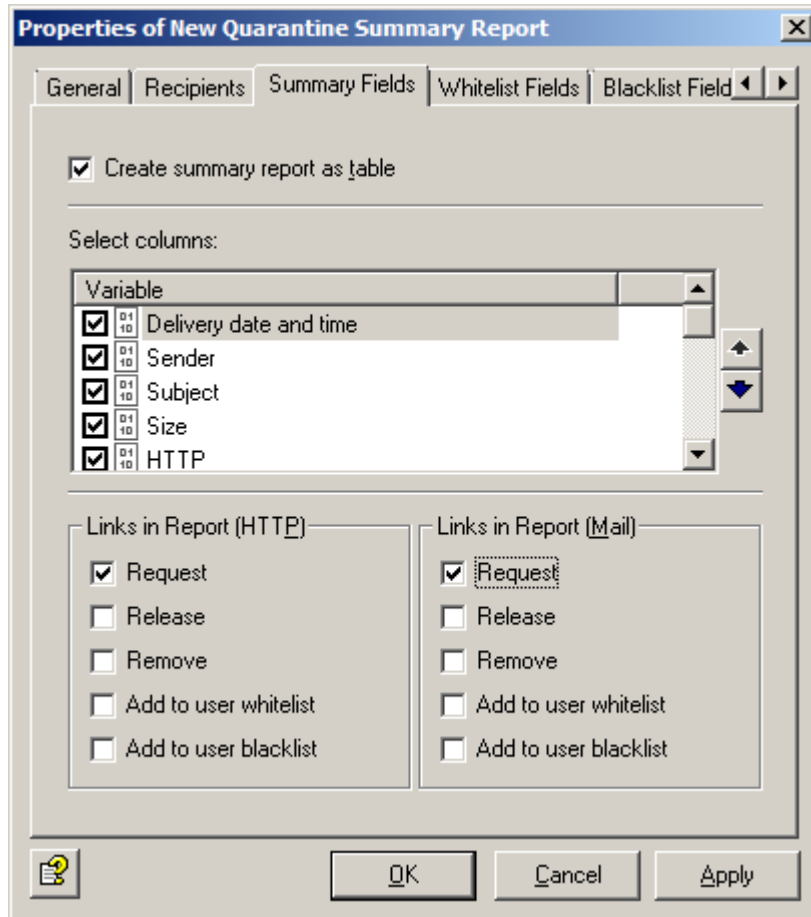 Properties of New Quarantine Summary Report
General Recipients Summary Fields Whitelist Fields Blacklist Field
Create summary report as table
Select columns:
Variable
Delivery date and time
Sender
Subject
Size
HTTP
Links in Report (HTTP)
Request
Release
Remove
Add to user whitelist
Add to user blacklist
Links in Report (Mail)
Request
Release
Remove
Add to user whitelist
Add to user blacklist
OK Cancel Apply